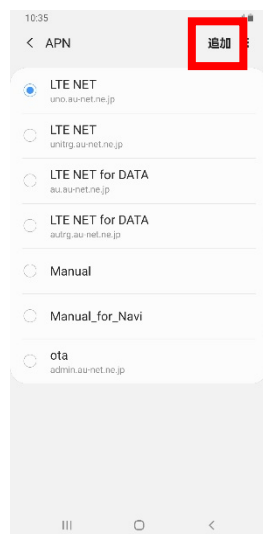 10:35
APN
追加
LTE NET
uno.au-net.ne.jp
LTE NET
unitrg.au-net.ne.jp
LTE NET for DATA
au.au-net.ne.jp
LTE NET for DATA
autrg.au-net.ne.jp
Manual
Manual_for_Navi
ota
admin.au-net.ne.jp